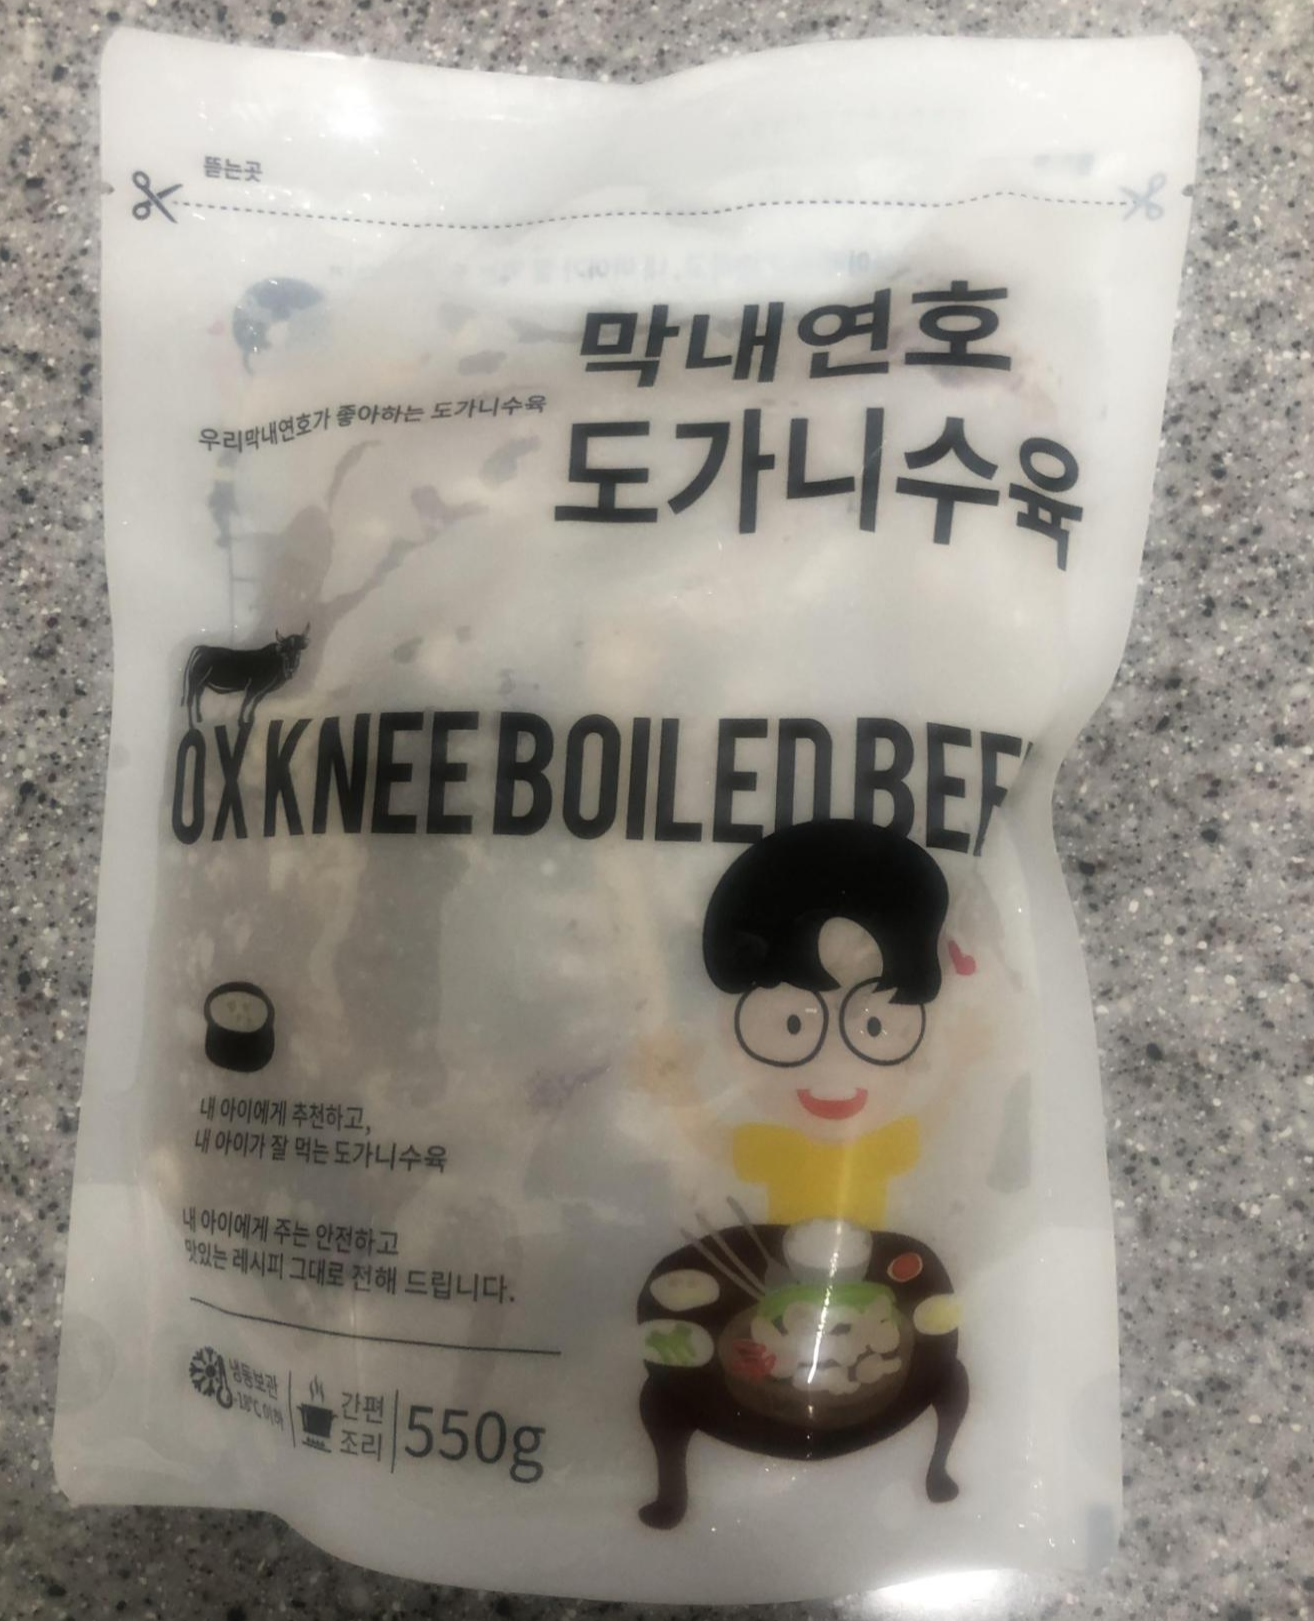 뜯는곳
막내연호
우리막내연호가 좋아하는 도가니수육
도가니수육
OX KNEE BOILED BEEF
내 아이에게 추천하고,
내 아이가 잘 먹는 도가니수육
내 아이에게 주는 안전하고
맛있는 레시피 그대로 전해 드립니다.
냉동보관
-18℃ 이하
간편
조리
550g